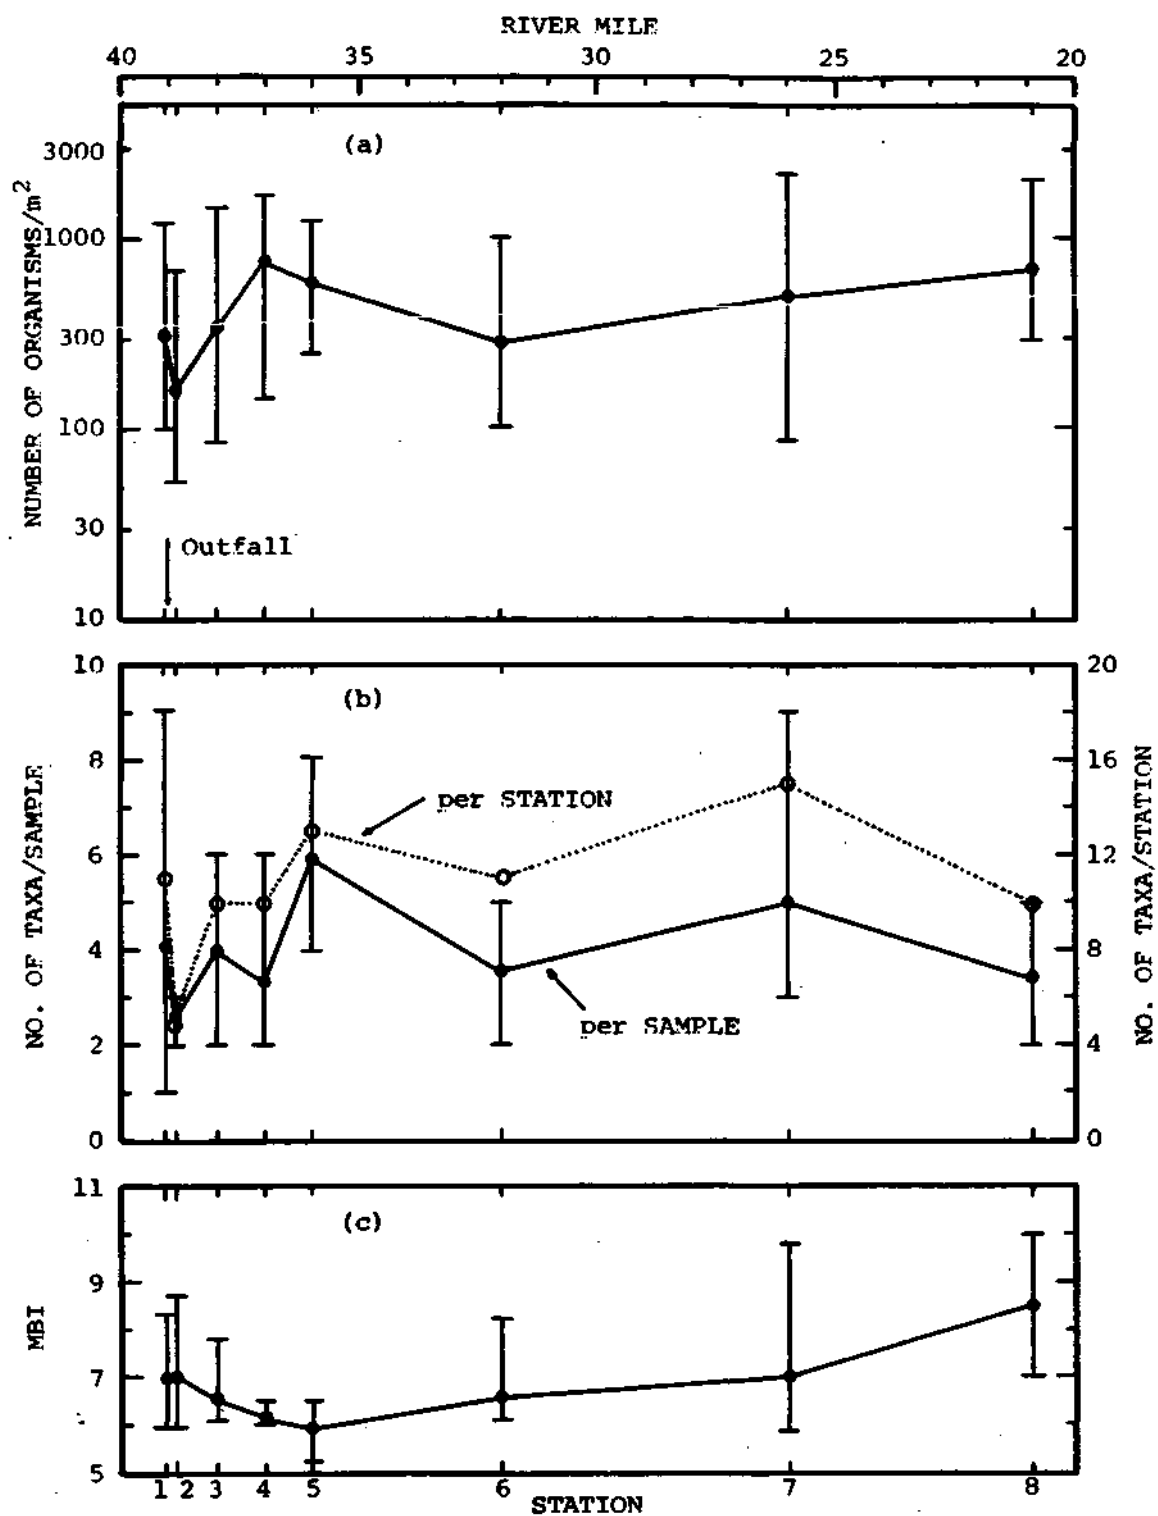 RIVER MILE
40 35 30 25 20
(a)
3000
1000
300
100
30
10
NUMBER OF ORGANISMS/m2
Outfall
(b)
10
8
6
4
2
0
NO. OF TAXA/SAMPLE
20
16
12
8
4
0
NO. OF TAXA/STATION
per STATION
per SAMPLE
(c)
11
9
7
5
MBI
1 2 3 4 5 6 7 8
STATION